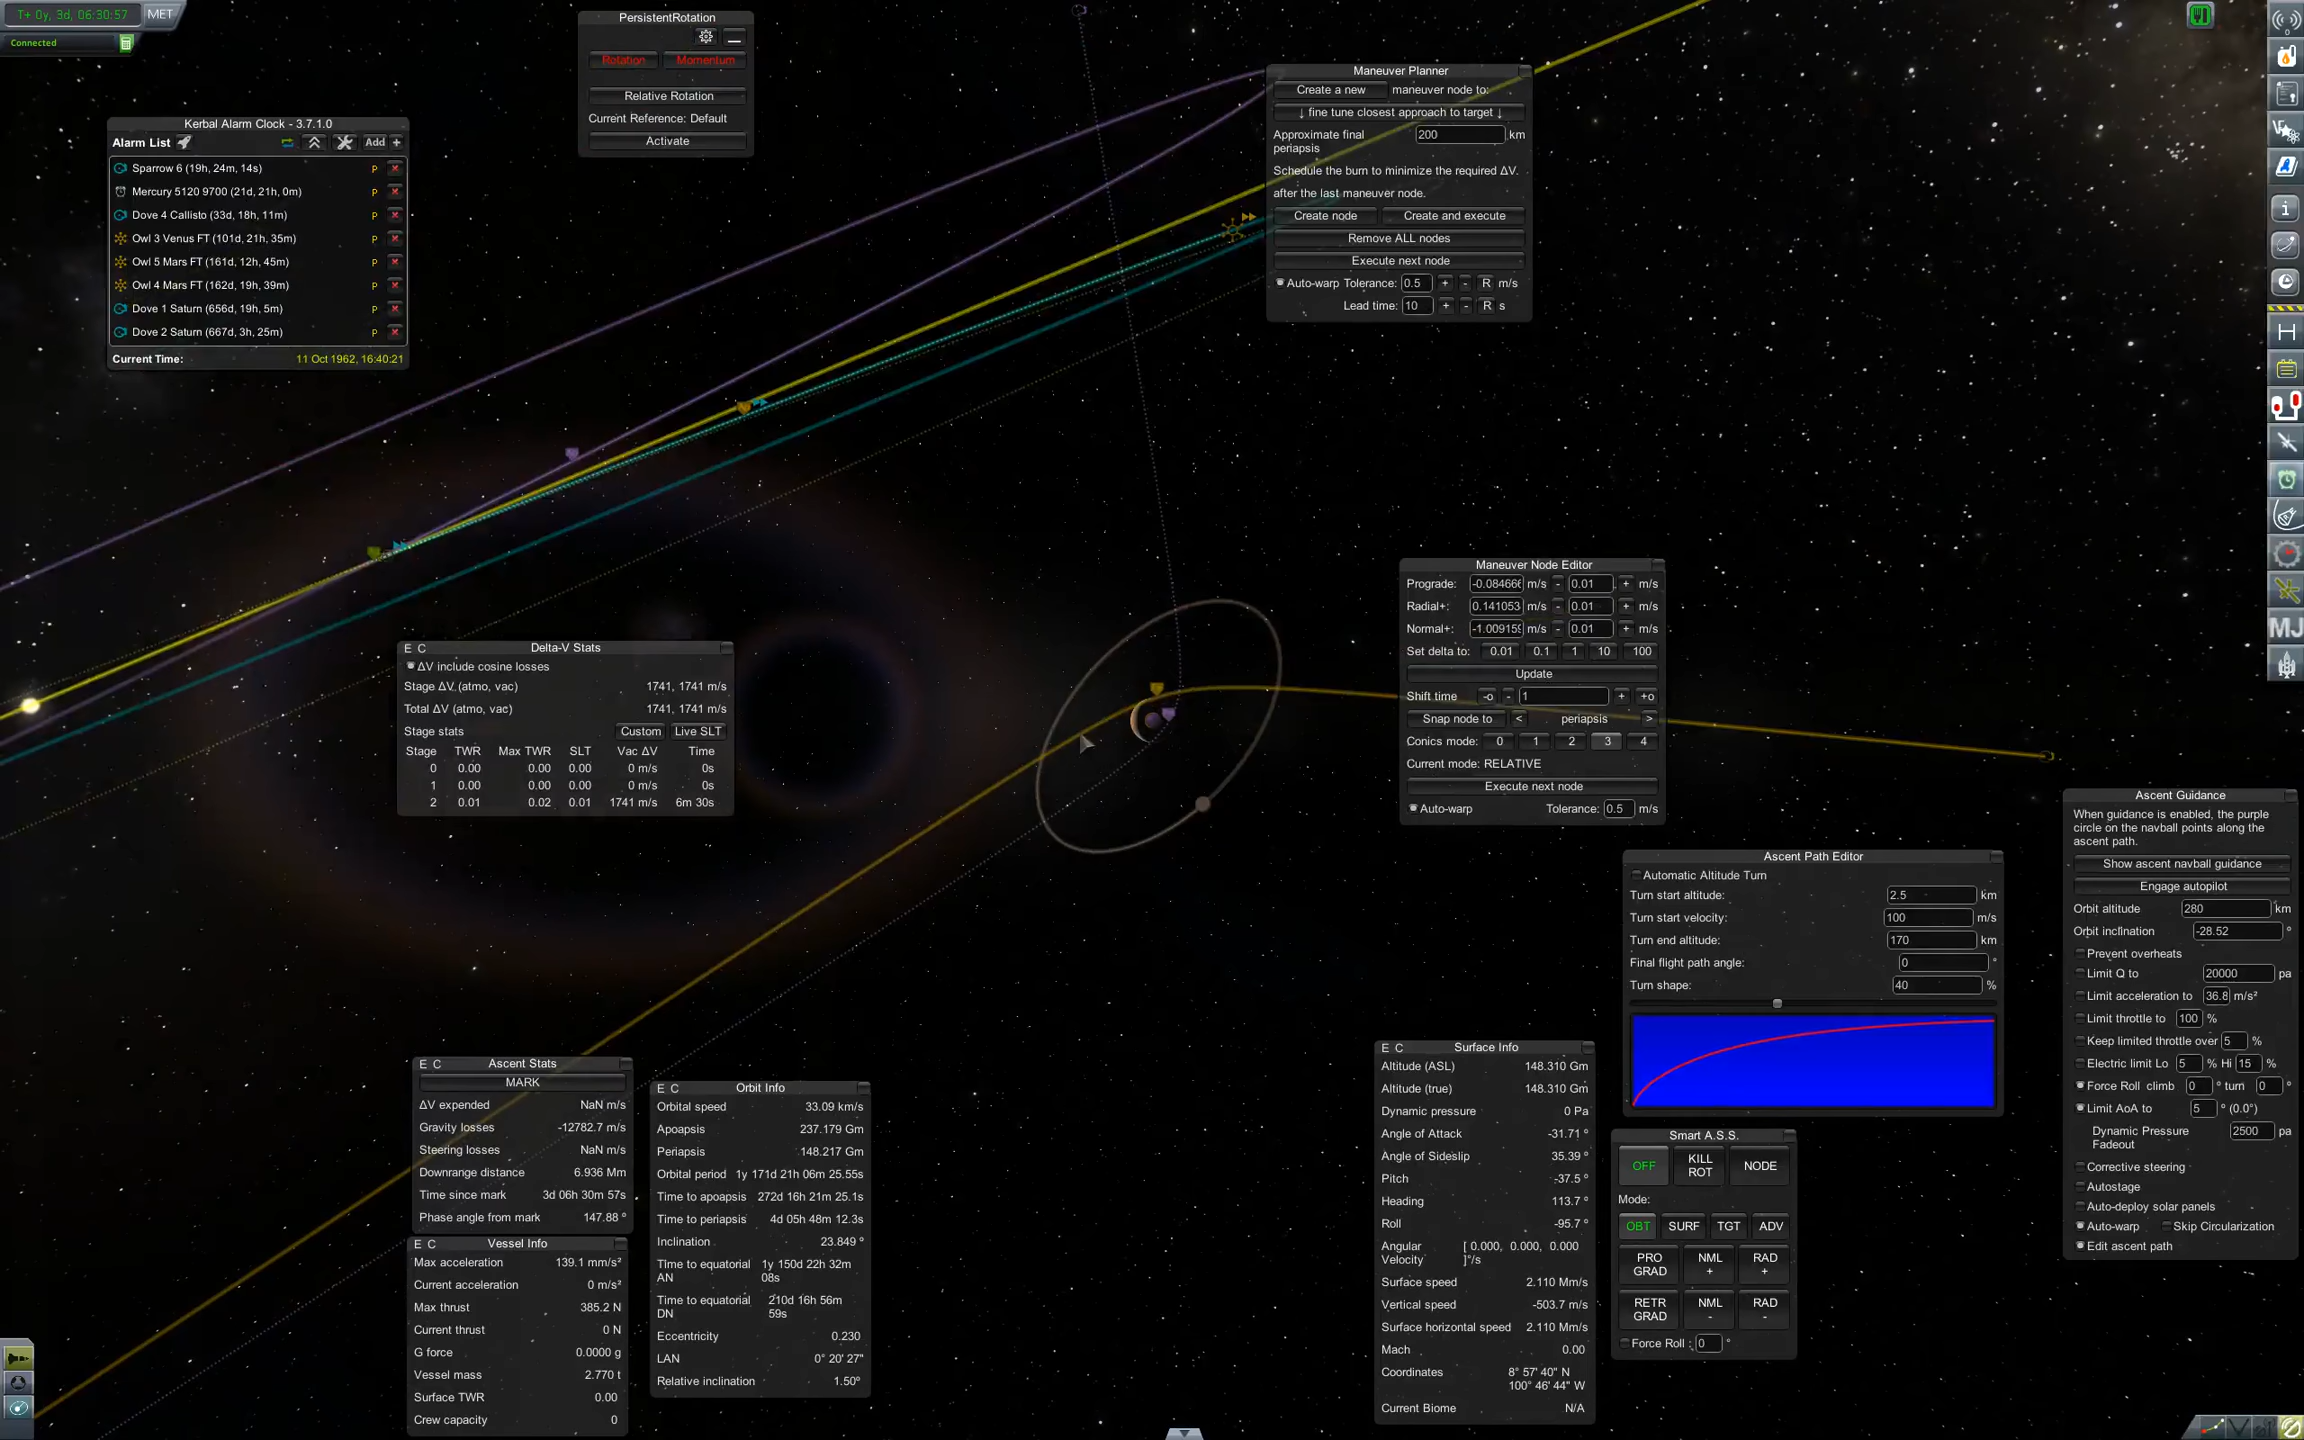 T+ 0y, 3d, 06:30:57 MET
Connected
PersistentRotation
Rotation Momentum
Relative Rotation
Current Reference: Default
Activate
Kerbal Alarm Clock - 3.7.1.0
Alarm List Add +
Sparrow 6 (19h, 24m, 14s) P
Mercury 5120 9700 (21d, 21h, 0m) P
Dove 4 Callisto (33d, 18h, 11m) P
Owl 3 Venus FT (101d, 21h, 35m) P
Owl 5 Mars FT (161d, 12h, 45m) P
Owl 4 Mars FT (162d, 19h, 39m) P
Dove 1 Saturn (656d, 19h, 5m) P
Dove 2 Saturn (667d, 3h, 25m) P
Current Time: 11 Oct 1962, 16:40:21
Maneuver Planner
Create a new maneuver node to:
↓ fine tune closest approach to target ↓
Approximate final periapsis 200 km
Schedule the burn to minimize the required ΔV.
after the last maneuver node.
Create node Create and execute
Remove ALL nodes
Execute next node
Auto-warp Tolerance: 0.5 + - R m/s
Lead time: 10 + - R s
Maneuver Node Editor
Prograde: -0.084666 m/s - 0.01 + m/s
Radial+: 0.141053 m/s - 0.01 + m/s
Normal+: -1.009159 m/s - 0.01 + m/s
Set delta to: 0.01 0.1 1 10 100
Update
Shift time -o - 1 + +o
Snap node to < periapsis >
Conics mode: 0 1 2 3 4
Current mode: RELATIVE
Execute next node
Auto-warp Tolerance: 0.5 m/s
E C Delta-V Stats
ΔV include cosine losses
Stage ΔV (atmo, vac) 1741, 1741 m/s
Total ΔV (atmo, vac) 1741, 1741 m/s
Stage stats Custom Live SLT
Stage TWR Max TWR SLT Vac ΔV Time
0 0.00 0.00 0.00 0 m/s 0s
1 0.00 0.00 0.00 0 m/s 0s
2 0.01 0.02 0.01 1741 m/s 6m 30s
Ascent Guidance
When guidance is enabled, the purple
circle on the navball points along the
ascent path.
Show ascent navball guidance
Engage autopilot
Orbit altitude 280 km
Orbit inclination -28.52 °
Prevent overheats
Limit Q to 20000 pa
Limit acceleration to 36.8 m/s²
Limit throttle to 100 %
Keep limited throttle over 5 %
Electric limit Lo 5 % Hi 15 %
Force Roll climb 0 ° turn 0 °
Limit AoA to 5 ° (0.0°)
Dynamic Pressure Fadeout 2500 pa
Corrective steering
Autostage
Auto-deploy solar panels
Auto-warp Skip Circularization
Edit ascent path
Ascent Path Editor
Automatic Altitude Turn
Turn start altitude: 2.5 km
Turn start velocity: 100 m/s
Turn end altitude: 170 km
Final flight path angle: 0 °
Turn shape: 40 %
E C Ascent Stats
MARK
ΔV expended NaN m/s
Gravity losses -12782.7 m/s
Steering losses NaN m/s
Downrange distance 6.936 Mm
Time since mark 3d 06h 30m 57s
Phase angle from mark 147.88 °
E C Vessel Info
Max acceleration 139.1 mm/s²
Current acceleration 0 m/s²
Max thrust 385.2 N
Current thrust 0 N
G force 0.0000 g
Vessel mass 2.770 t
Surface TWR 0.00
Crew capacity 0
E C Orbit Info
Orbital speed 33.09 km/s
Apoapsis 237.179 Gm
Periapsis 148.217 Gm
Orbital period 1y 171d 21h 06m 25.55s
Time to apoapsis 272d 16h 21m 25.1s
Time to periapsis 4d 05h 48m 12.3s
Inclination 23.849 °
Time to equatorial AN 1y 150d 22h 32m 08s
Time to equatorial DN 210d 16h 56m 59s
Eccentricity 0.230
LAN 0° 20' 27"
Relative inclination 1.50º
E C Surface Info
Altitude (ASL) 148.310 Gm
Altitude (true) 148.310 Gm
Dynamic pressure 0 Pa
Angle of Attack -31.71 °
Angle of Sideslip 35.39 °
Pitch -37.5 °
Heading 113.7 °
Roll -95.7 °
Angular Velocity [ 0.000, 0.000, 0.000 ]°/s
Surface speed 2.110 Mm/s
Vertical speed -503.7 m/s
Surface horizontal speed 2.110 Mm/s
Mach 0.00
Coordinates 8° 57' 40" N
100° 46' 44" W
Current Biome N/A
Smart A.S.S.
OFF KILL ROT NODE
Mode:
OBT SURF TGT ADV
PRO GRAD NML + RAD +
RETR GRAD NML - RAD -
Force Roll : 0 °
MJ